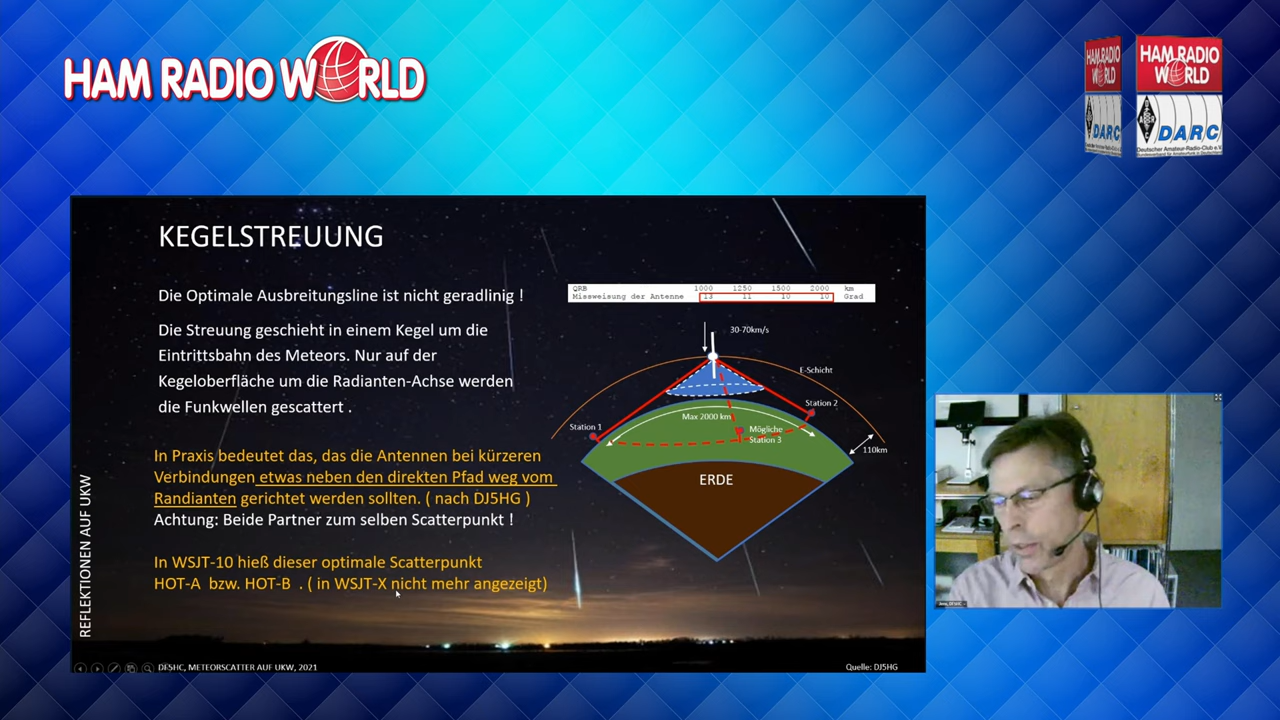 HAM RADIO WORLD
HAM RADIO
WORLD
DARC
HAM RADIO
WORLD
DARC
Deutscher Amateur-Radio-Club e.V.
KEGELSTREUUNG
Die Optimale Ausbreitungsline ist nicht geradlinig !
Die Streuung geschieht in einem Kegel um die
Eintrittsbahn des Meteors. Nur auf der
Kegeloberfläche um die Radianten-Achse werden
die Funkwellen gescattert .
In Praxis bedeutet das, das die Antennen bei kürzeren
Verbindungen etwas neben den direkten Pfad weg vom
Randianten gerichtet werden sollten. ( nach DJ5HG )
Achtung: Beide Partner zum selben Scatterpunkt !
In WSJT-10 hieß dieser optimale Scatterpunkt
HOT-A bzw. HOT-B . ( in WSJT-X nicht mehr angezeigt)
REFLEKTIONEN AUF UKW
QRB 1000 1250 1500 2000 km
Missweisung der Antenne 13 11 10 10 Grad
30-70km/s
E-Schicht
Station 2
Max 2000 km
Station 1
Mögliche
Station 3
110km
ERDE
DF5HC, METEORSCATTER AUF UKW, 2021
Quelle: DJ5HG